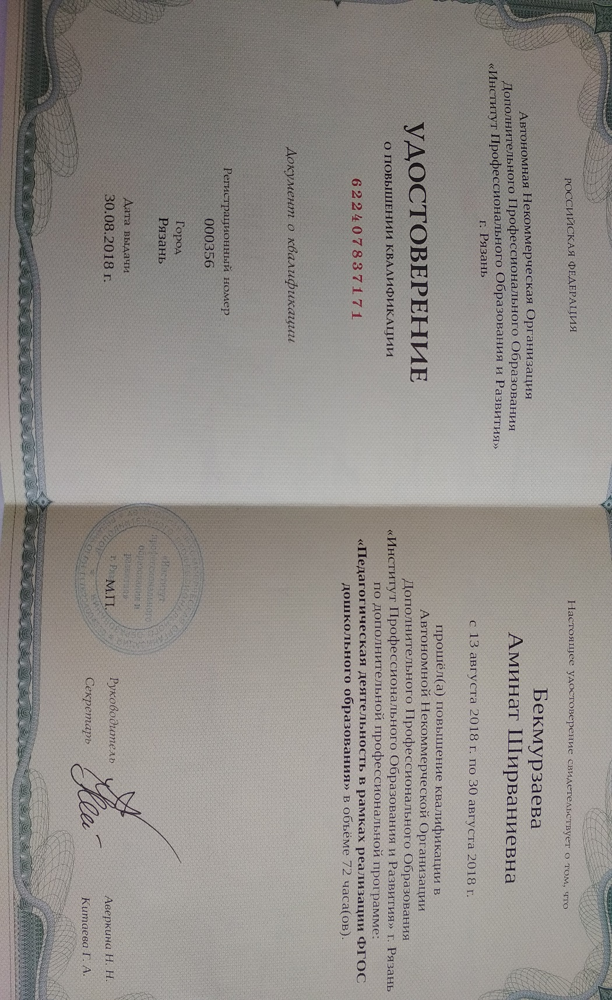 РОССИЙСКАЯ ФЕДЕРАЦИЯ
Автономная Некоммерческая Организация
Дополнительного Профессионального Образования
«Институт Профессионального Образования и Развития»
г. Рязань
УДОСТОВЕРЕНИЕ
О ПОВЫШЕНИИ КВАЛИФИКАЦИИ
622407837171
Документ о квалификации
Регистрационный номер
000356
Город
Рязань
Дата выдачи
30.08.2018 г.
Настоящее удостоверение свидетельствует о том, что
Бекмурзаева
Аминат Ширваниевна
с 13 августа 2018 г. по 30 августа 2018 г.
прошёл(а) повышение квалификации в
Автономной Некоммерческой Организации
Дополнительного Профессионального Образования
«Институт Профессионального Образования и Развития» г. Рязань
по дополнительной профессиональной программе:
«Педагогическая деятельность в рамках реализации ФГОС
дошкольного образования» в объёме 72 часа(ов).
«Институт
профессионального
образования и
развития»
М.П.
Руководитель
Аверкина Н. Н.
Секретарь
Китаева Г. А.